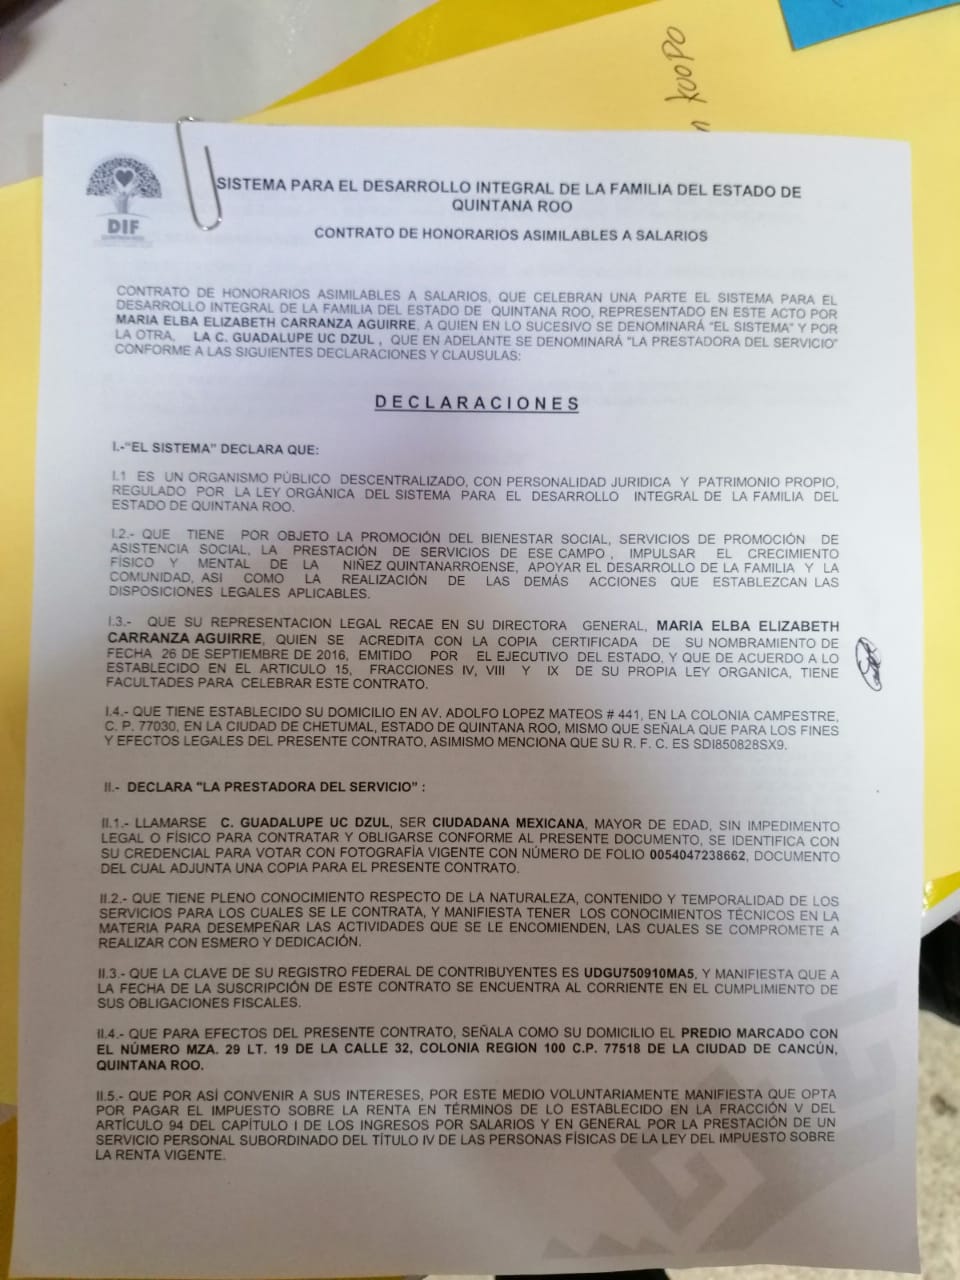 koopo
DIF
SISTEMA PARA EL DESARROLLO INTEGRAL DE LA FAMILIA DEL ESTADO DE
QUINTANA ROO
CONTRATO DE HONORARIOS ASIMILABLES A SALARIOS
CONTRATO DE HONORARIOS ASIMILABLES A SALARIOS, QUE CELEBRAN UNA PARTE EL SISTEMA PARA EL
DESARROLLO INTEGRAL DE LA FAMILIA DEL ESTADO DE QUINTANA ROO, REPRESENTADO EN ESTE ACTO POR
MARIA ELBA ELIZABETH CARRANZA AGUIRRE, A QUIEN EN LO SUCESIVO SE DENOMINARÁ "EL SISTEMA" Y POR
LA OTRA, LA C. GUADALUPE UC DZUL , QUE EN ADELANTE SE DENOMINARÁ "LA PRESTADORA DEL SERVICIO"
CONFORME A LAS SIGUIENTES DECLARACIONES Y CLAUSULAS:
DECLARACIONES
I.-"EL SISTEMA" DECLARA QUE:
I.1 ES UN ORGANISMO PÚBLICO DESCENTRALIZADO, CON PERSONALIDAD JURIDICA Y PATRIMONIO PROPIO,
REGULADO POR LA LEY ORGÁNICA DEL SISTEMA PARA EL DESARROLLO INTEGRAL DE LA FAMILIA DEL
ESTADO DE QUINTANA ROO.
I.2.- QUE TIENE POR OBJETO LA PROMOCIÓN DEL BIENESTAR SOCIAL, SERVICIOS DE PROMOCIÓN DE
ASISTENCIA SOCIAL, LA PRESTACIÓN DE SERVICIOS DE ESE CAMPO , IMPULSAR EL CRECIMIENTO
FÍSICO Y MENTAL DE LA NIÑEZ QUINTANARROENSE, APOYAR EL DESARROLLO DE LA FAMILIA Y LA
COMUNIDAD, ASI COMO LA REALIZACIÓN DE LAS DEMÁS ACCIONES QUE ESTABLEZCAN LAS
DISPOSICIONES LEGALES APLICABLES.
I.3.- QUE SU REPRESENTACION LEGAL RECAE EN SU DIRECTORA GENERAL, MARIA ELBA ELIZABETH
CARRANZA AGUIRRE, QUIEN SE ACREDITA CON LA COPIA CERTIFICADA DE SU NOMBRAMIENTO DE
FECHA 26 DE SEPTIEMBRE DE 2016, EMITIDO POR EL EJECUTIVO DEL ESTADO, Y QUE DE ACUERDO A LO
ESTABLECIDO EN EL ARTICULO 15, FRACCIONES IV, VIII Y IX DE SU PROPIA LEY ORGANICA, TIENE
FACULTADES PARA CELEBRAR ESTE CONTRATO.
I.4.- QUE TIENE ESTABLECIDO SU DOMICILIO EN AV. ADOLFO LOPEZ MATEOS # 441, EN LA COLONIA CAMPESTRE,
C. P. 77030, EN LA CIUDAD DE CHETUMAL, ESTADO DE QUINTANA ROO, MISMO QUE SEÑALA QUE PARA LOS FINES
Y EFECTOS LEGALES DEL PRESENTE CONTRATO, ASIMISMO MENCIONA QUE SU R. F. C. ES SDI850828SX9.
II.- DECLARA "LA PRESTADORA DEL SERVICIO" :
II.1.- LLAMARSE C. GUADALUPE UC DZUL, SER CIUDADANA MEXICANA, MAYOR DE EDAD, SIN IMPEDIMENTO
LEGAL O FÍSICO PARA CONTRATAR Y OBLIGARSE CONFORME AL PRESENTE DOCUMENTO, SE IDENTIFICA CON
SU CREDENCIAL PARA VOTAR CON FOTOGRAFÍA VIGENTE CON NÚMERO DE FOLIO 0054047238662, DOCUMENTO
DEL CUAL ADJUNTA UNA COPIA PARA EL PRESENTE CONTRATO.
II.2.- QUE TIENE PLENO CONOCIMIENTO RESPECTO DE LA NATURALEZA, CONTENIDO Y TEMPORALIDAD DE LOS
SERVICIOS PARA LOS CUALES SE LE CONTRATA, Y MANIFIESTA TENER LOS CONOCIMIENTOS TÉCNICOS EN LA
MATERIA PARA DESEMPEÑAR LAS ACTIVIDADES QUE SE LE ENCOMIENDEN, LAS CUALES SE COMPROMETE A
REALIZAR CON ESMERO Y DEDICACIÓN.
II.3.- QUE LA CLAVE DE SU REGISTRO FEDERAL DE CONTRIBUYENTES ES UDGU750910MA5, Y MANIFIESTA QUE A
LA FECHA DE LA SUSCRIPCIÓN DE ESTE CONTRATO SE ENCUENTRA AL CORRIENTE EN EL CUMPLIMIENTO DE
SUS OBLIGACIONES FISCALES.
II.4.- QUE PARA EFECTOS DEL PRESENTE CONTRATO, SEÑALA COMO SU DOMICILIO EL PREDIO MARCADO CON
EL NÚMERO MZA. 29 LT. 19 DE LA CALLE 32, COLONIA REGION 100 C.P. 77518 DE LA CIUDAD DE CANCÚN,
QUINTANA ROO.
II.5.- QUE POR ASÍ CONVENIR A SUS INTERESES, POR ESTE MEDIO VOLUNTARIAMENTE MANIFIESTA QUE OPTA
POR PAGAR EL IMPUESTO SOBRE LA RENTA EN TÉRMINOS DE LO ESTABLECIDO EN LA FRACCIÓN V DEL
ARTÍCULO 94 DEL CAPÍTULO I DE LOS INGRESOS POR SALARIOS Y EN GENERAL POR LA PRESTACIÓN DE UN
SERVICIO PERSONAL SUBORDINADO DEL TÍTULO IV DE LAS PERSONAS FÍSICAS DE LA LEY DEL IMPUESTO SOBRE
LA RENTA VIGENTE.